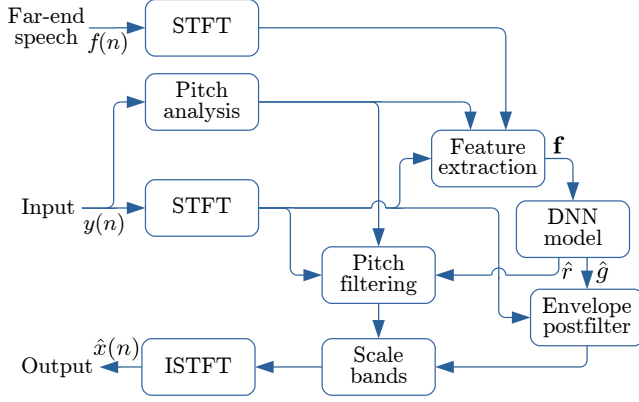 Far-end
speech
f(n)
STFT
Pitch
analysis
Feature
extraction
f
Input
y(n)
STFT
DNN
model
r̂
ĝ
Pitch
filtering
Envelope
postfilter
Output
x̂(n)
ISTFT
Scale
bands